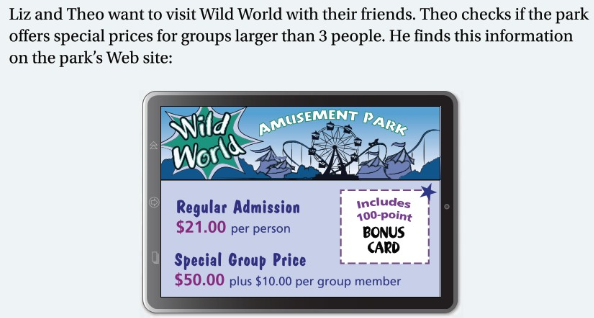 Liz and Theo want to visit Wild World with their friends. Theo checks if the park
offers special prices for groups larger than 3 people. He finds this information
on the park’s Web site:
Wild
World
AMUSEMENT PARK
Regular Admission
$21.00 per person
Includes
100-point
BONUS
CARD
Special Group Price
$50.00 plus $10.00 per group member